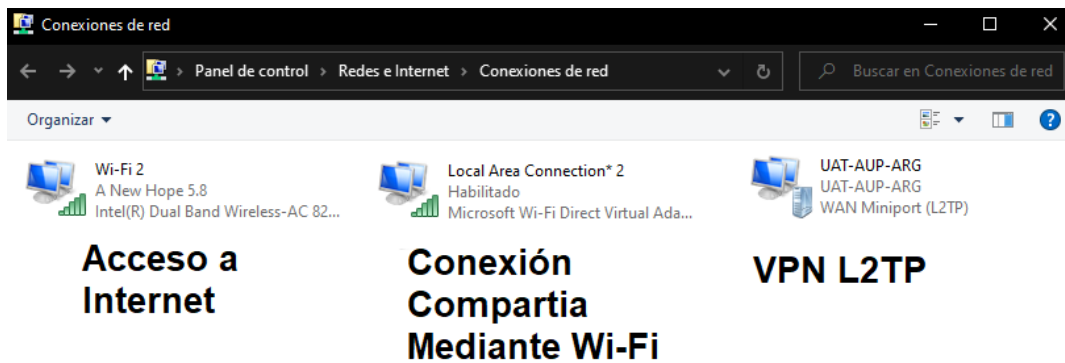 Conexiones de red
Panel de control > Redes e Internet > Conexiones de red
Buscar en Conexiones de red
Organizar
Wi-Fi 2
A New Hope 5.8
Intel(R) Dual Band Wireless-AC 82...
Local Area Connection* 2
Habilitado
Microsoft Wi-Fi Direct Virtual Ada...
UAT-AUP-ARG
UAT-AUP-ARG
WAN Miniport (L2TP)
Acceso a
Internet
Conexión
Compartia
Mediante Wi-Fi
VPN L2TP